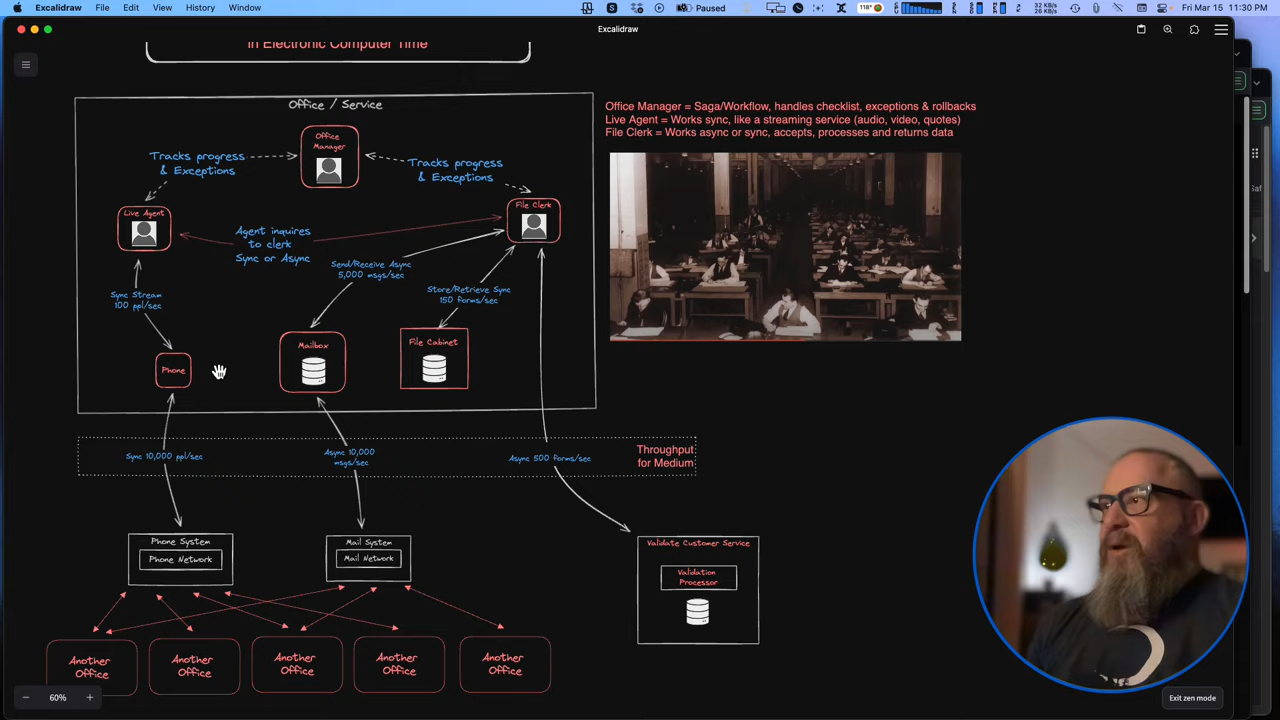 Excalidraw File Edit View History Window
Paused
118°
32 KB/s
26 KB/s
Fri Mar 15 11:30 PM
Excalidraw
in Electronic Computer Time
Office / Service
Office
Manager
Tracks progress
& Exceptions
Tracks progress
& Exceptions
Live Agent
File Clerk
Agent inquires
to clerk
Sync or Async
Send/Receive Async
5,000 msgs/sec
Store/Retrieve Sync
150 forms/sec
Sync Stream
100 ppl/sec
Phone
Mailbox
File Cabinet
Office Manager = Saga/Workflow, handles checklist, exceptions & rollbacks
Live Agent = Works sync, like a streaming service (audio, video, quotes)
File Clerk = Works async or sync, accepts, processes and returns data
Sync 10,000 ppl/sec
Async 10,000
msgs/sec
Async 500 forms/sec
Throughput
for Medium
Phone System
Phone Network
Mail System
Mail Network
Validate Customer Service
Validation
Processor
Another
Office
Another
Office
Another
Office
Another
Office
Another
Office
60%
Exit zen mode
Saf